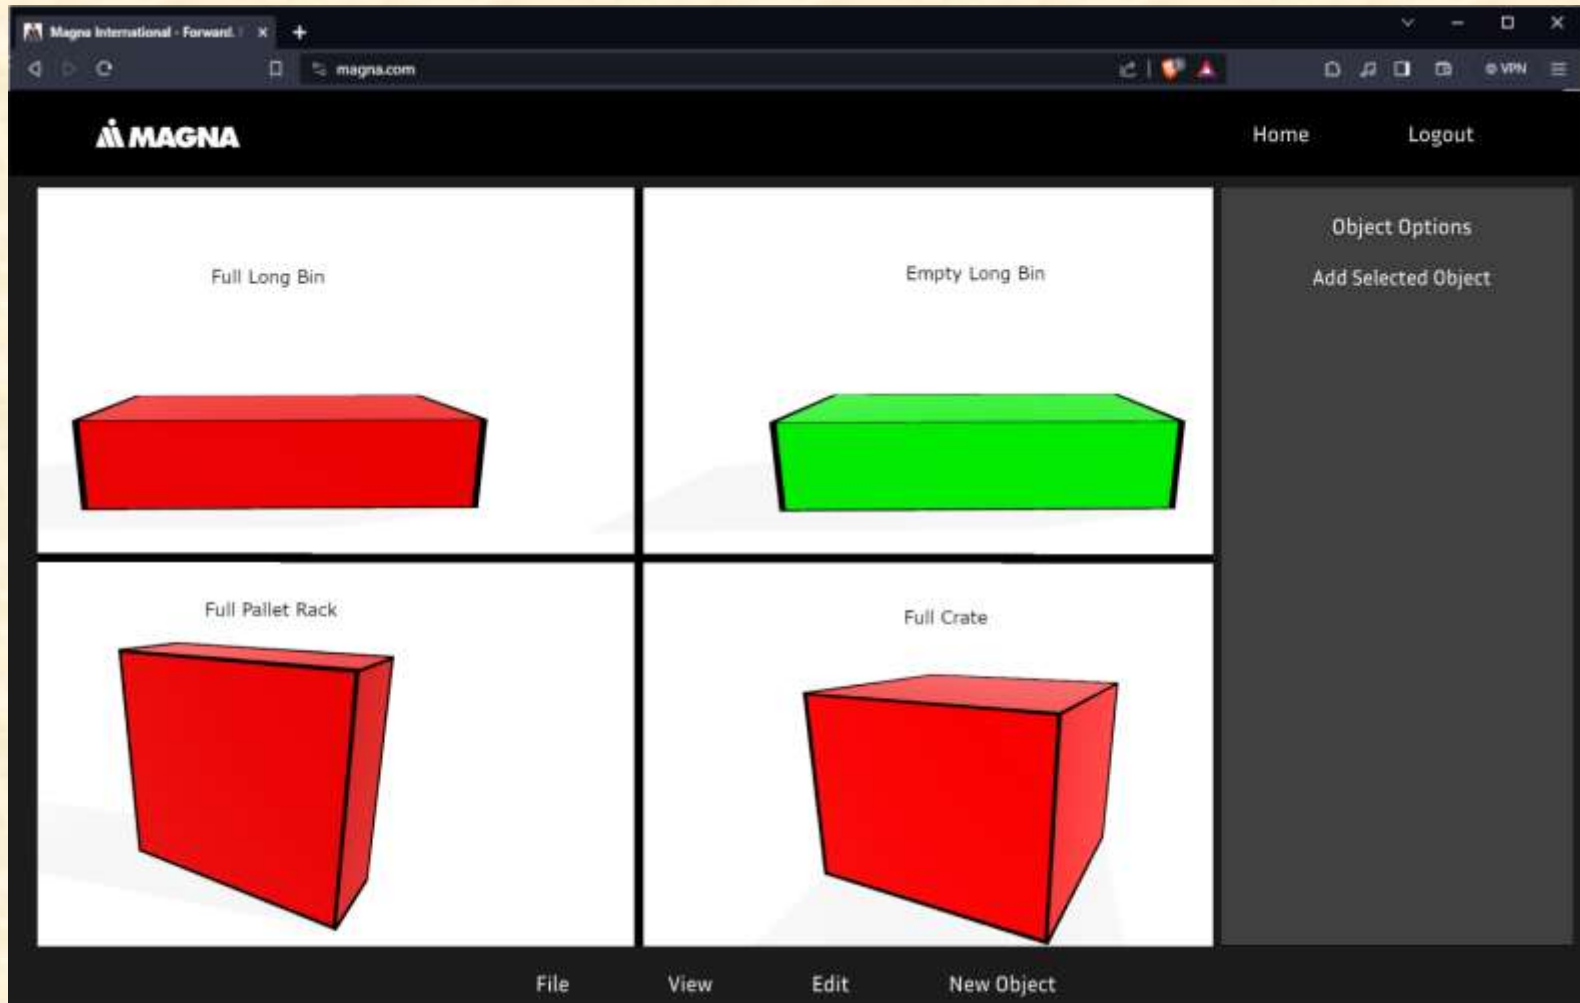 Magna International - Forward.
magna.com
VPN
MAGNA
Home
Logout
Full Long Bin
Empty Long Bin
Object Options
Add Selected Object
Full Pallet Rack
Full Crate
File
View
Edit
New Object